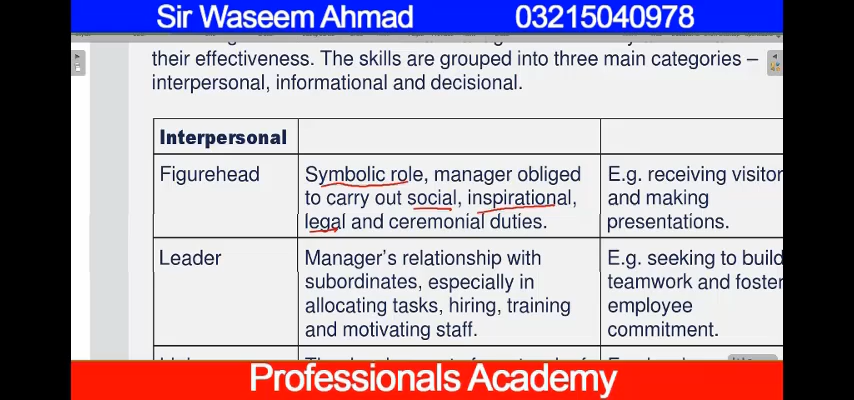 Sir Waseem Ahmad 03215040978
their effectiveness. The skills are grouped into three main categories –
interpersonal, informational and decisional.
Interpersonal
Figurehead
Symbolic role, manager obliged
to carry out social, inspirational,
legal and ceremonial duties.
E.g. receiving visitor
and making
presentations.
Leader
Manager's relationship with
subordinates, especially in
allocating tasks, hiring, training
and motivating staff.
E.g. seeking to build
teamwork and foster
employee
commitment.
Professionals Academy